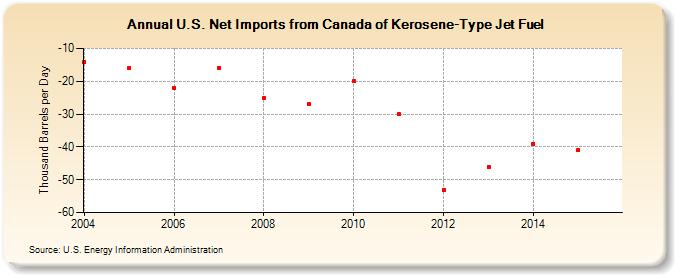 Annual U.S. Net Imports from Canada of Kerosene-Type Jet Fuel
Thousand Barrels per Day
-10
-20
-30
-40
-50
-60
2004 2006 2008 2010 2012 2014
Source: U.S. Energy Information Administration